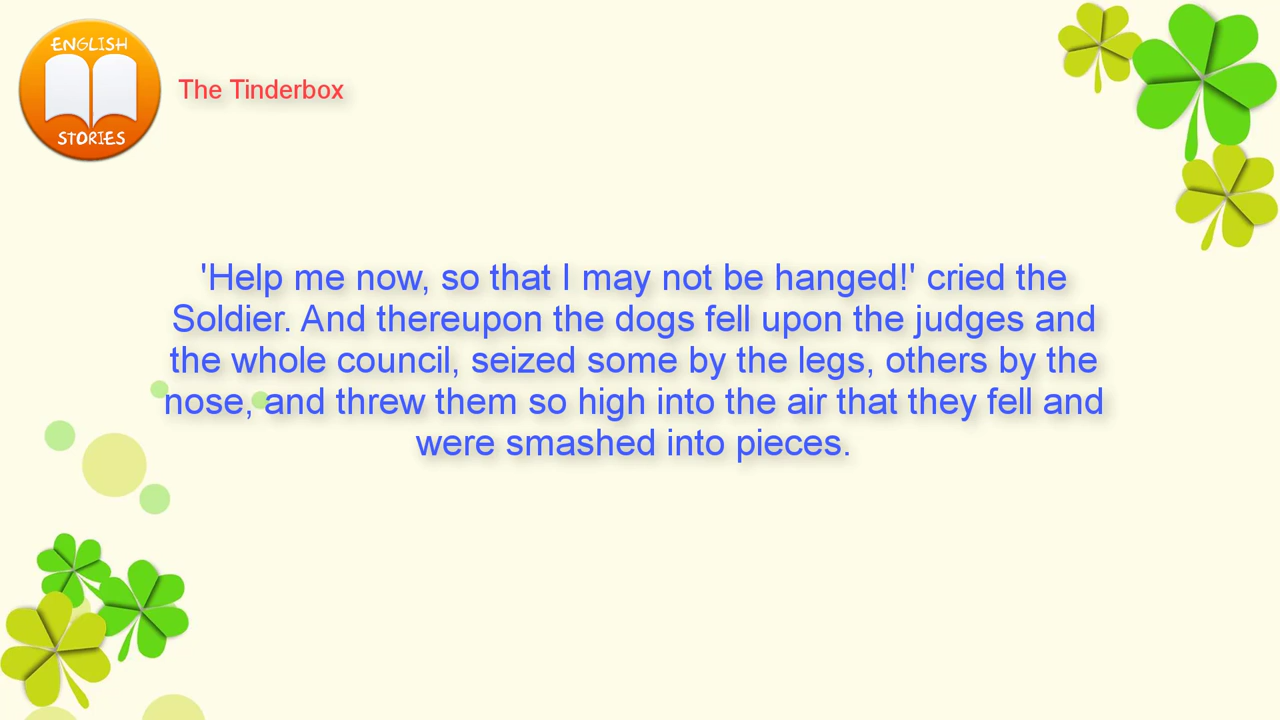 ENGLISH
STORIES
The Tinderbox
'Help me now, so that I may not be hanged!' cried the
Soldier. And thereupon the dogs fell upon the judges and
the whole council, seized some by the legs, others by the
nose, and threw them so high into the air that they fell and
were smashed into pieces.